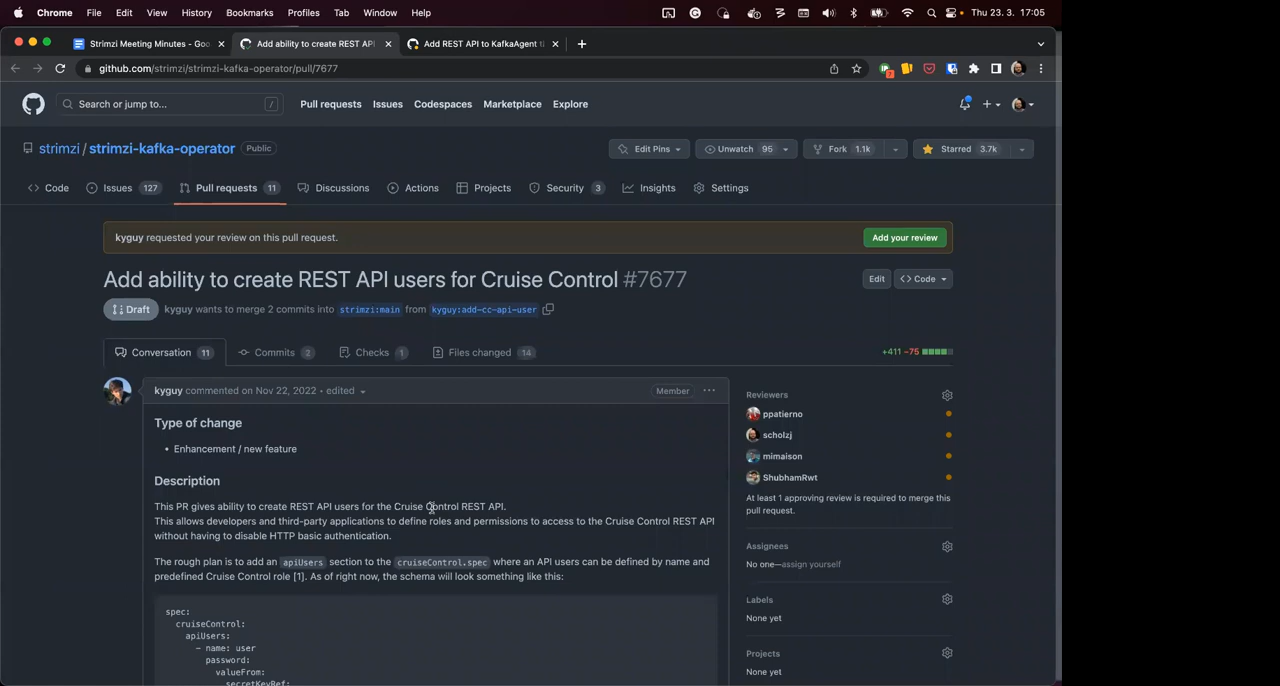 Chrome File Edit View History Bookmarks Profiles Tab Window Help Thu 23. 3. 17:05
Strimzi Meeting Minutes - Goo Add ability to create REST API Add REST API to KafkaAgent t
github.com/strimzi/strimzi-kafka-operator/pull/7677 7
Search or jump to... / Pull requests Issues Codespaces Marketplace Explore
strimzi / strimzi-kafka-operator Public Edit Pins Unwatch 95 Fork 1.1k Starred 3.7k
Code Issues 127 Pull requests 11 Discussions Actions Projects Security 3 Insights Settings
kyguy requested your review on this pull request. Add your review
Add ability to create REST API users for Cruise Control #7677 Edit Code
Draft kyguy wants to merge 2 commits into strimzi:main from kyguy:add-cc-api-user
Conversation 11 Commits 2 Checks 1 Files changed 14 +411 −75
kyguy commented on Nov 22, 2022 • edited Member
Type of change
• Enhancement / new feature
Description
This PR gives ability to create REST API users for the Cruise Control REST API.
This allows developers and third-party applications to define roles and permissions to access to the Cruise Control REST API
without having to disable HTTP basic authentication.
The rough plan is to add an apiUsers section to the cruiseControl.spec where an API users can be defined by name and
predefined Cruise Control role [1]. As of right now, the schema will look something like this:
spec:
cruiseControl:
apiUsers:
- name: user
password:
valueFrom:
secretKeyRef:
Reviewers
ppatierno
scholzj
mimaison
ShubhamRwt
At least 1 approving review is required to merge this
pull request.
Assignees
No one—assign yourself
Labels
None yet
Projects
None yet